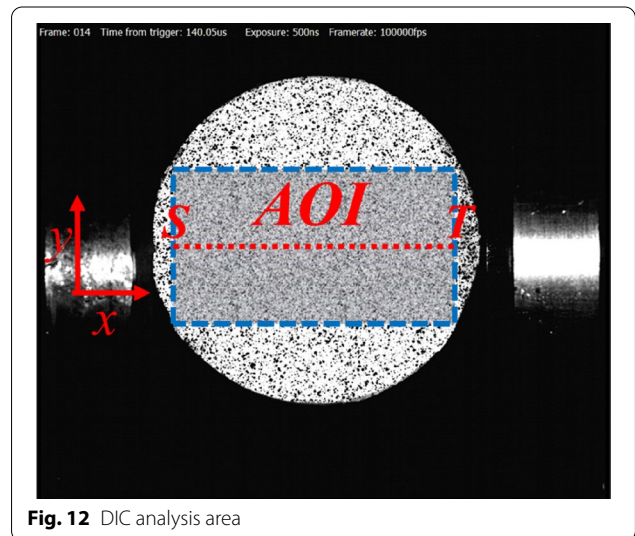 Frame: 014 Time from trigger: 140.05us Exposure: 500ns Framerate: 100000fps
AOI
S T
y
x
Fig. 12 DIC analysis area